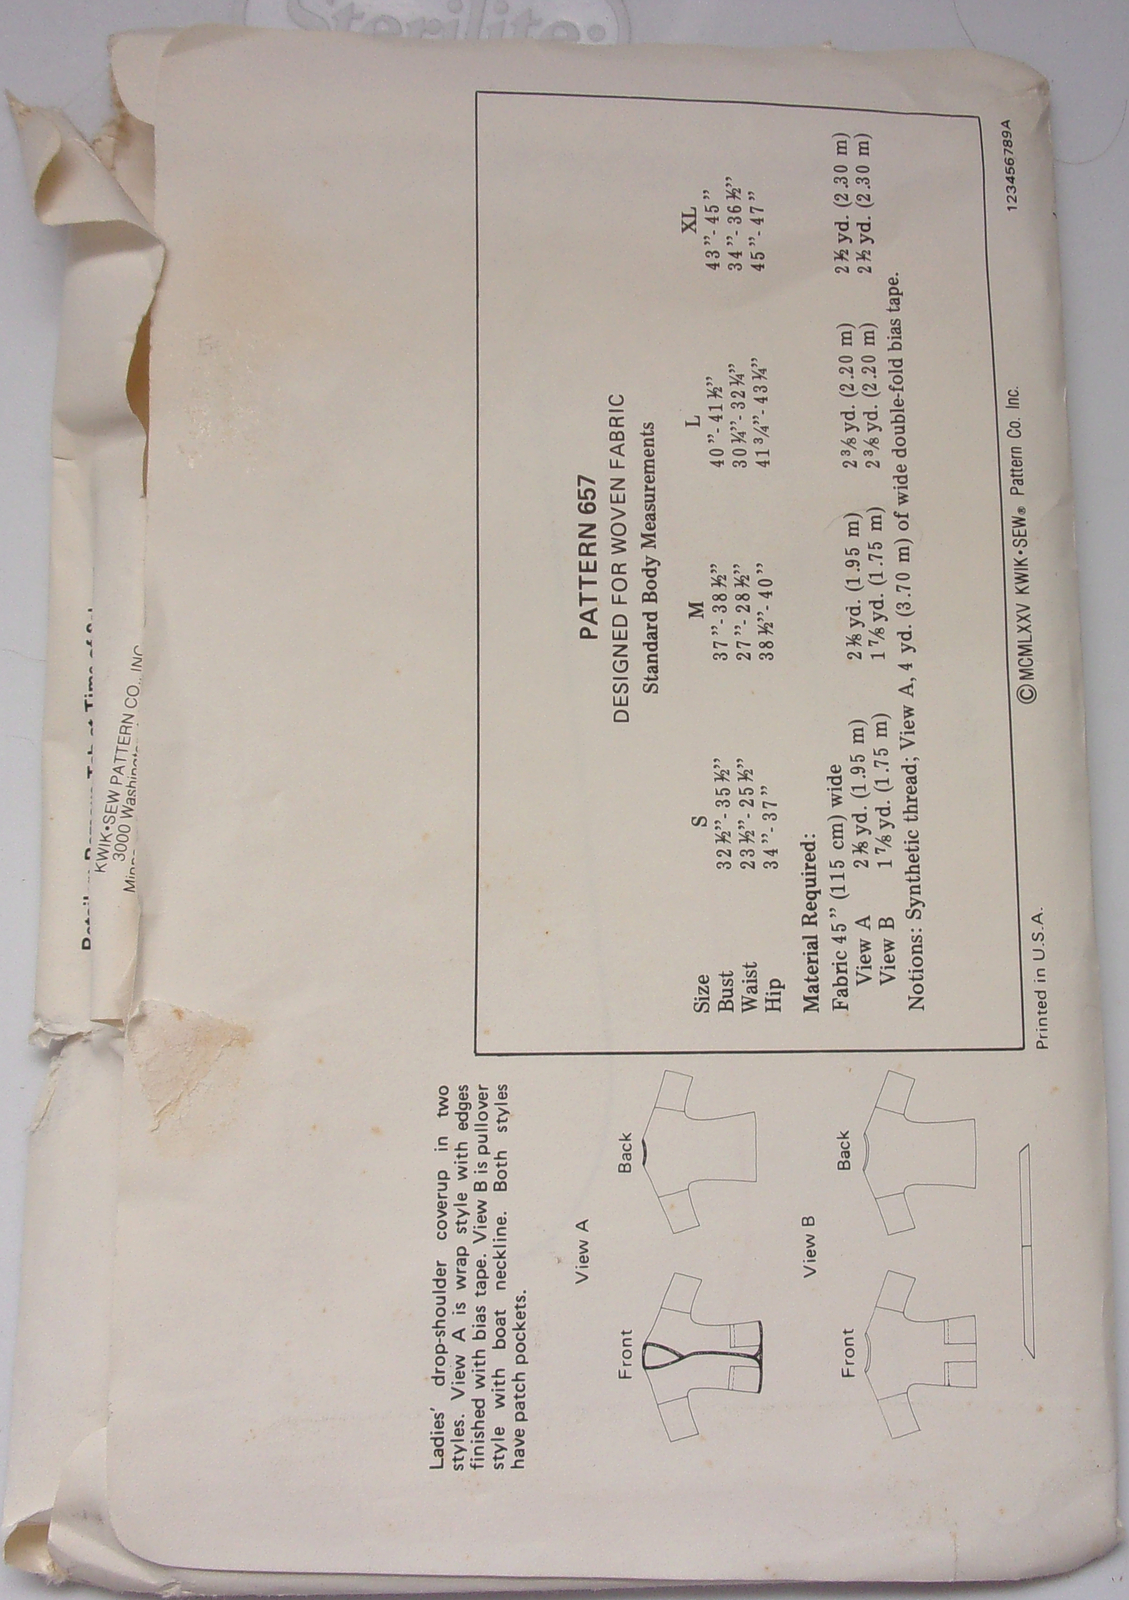 Sterilite
KWIK•SEW PATTERN CO., INC.
3000 Washington
Ladies' drop-shoulder coverup in two
styles. View A is wrap style with edges
finished with bias tape. View B is pullover
style with boat neckline. Both styles
have patch pockets.
View A
Front Back
View B
Front Back
PATTERN 657
DESIGNED FOR WOVEN FABRIC
Standard Body Measurements
Size S M L XL
Bust 32½”-35½” 37”-38½” 40”-41½” 43”-45”
Waist 23½”-25½” 27”-28½” 30¼”-32¼” 34”-36½”
Hip 34”-37” 38½”-40” 41¾”-43¼” 45”-47”
Material Required:
Fabric 45” (115 cm) wide
View A 2⅛ yd. (1.95 m) 2⅛ yd. (1.95 m) 2⅜ yd. (2.20 m) 2½ yd. (2.30 m)
View B 1⅞ yd. (1.75 m) 1⅞ yd. (1.75 m) 2⅜ yd. (2.20 m) 2½ yd. (2.30 m)
Notions: Synthetic thread; View A, 4 yd. (3.70 m) of wide double-fold bias tape.
Printed in U.S.A.
© MCMLXXV KWIK•SEW® Pattern Co. Inc.
123456789A